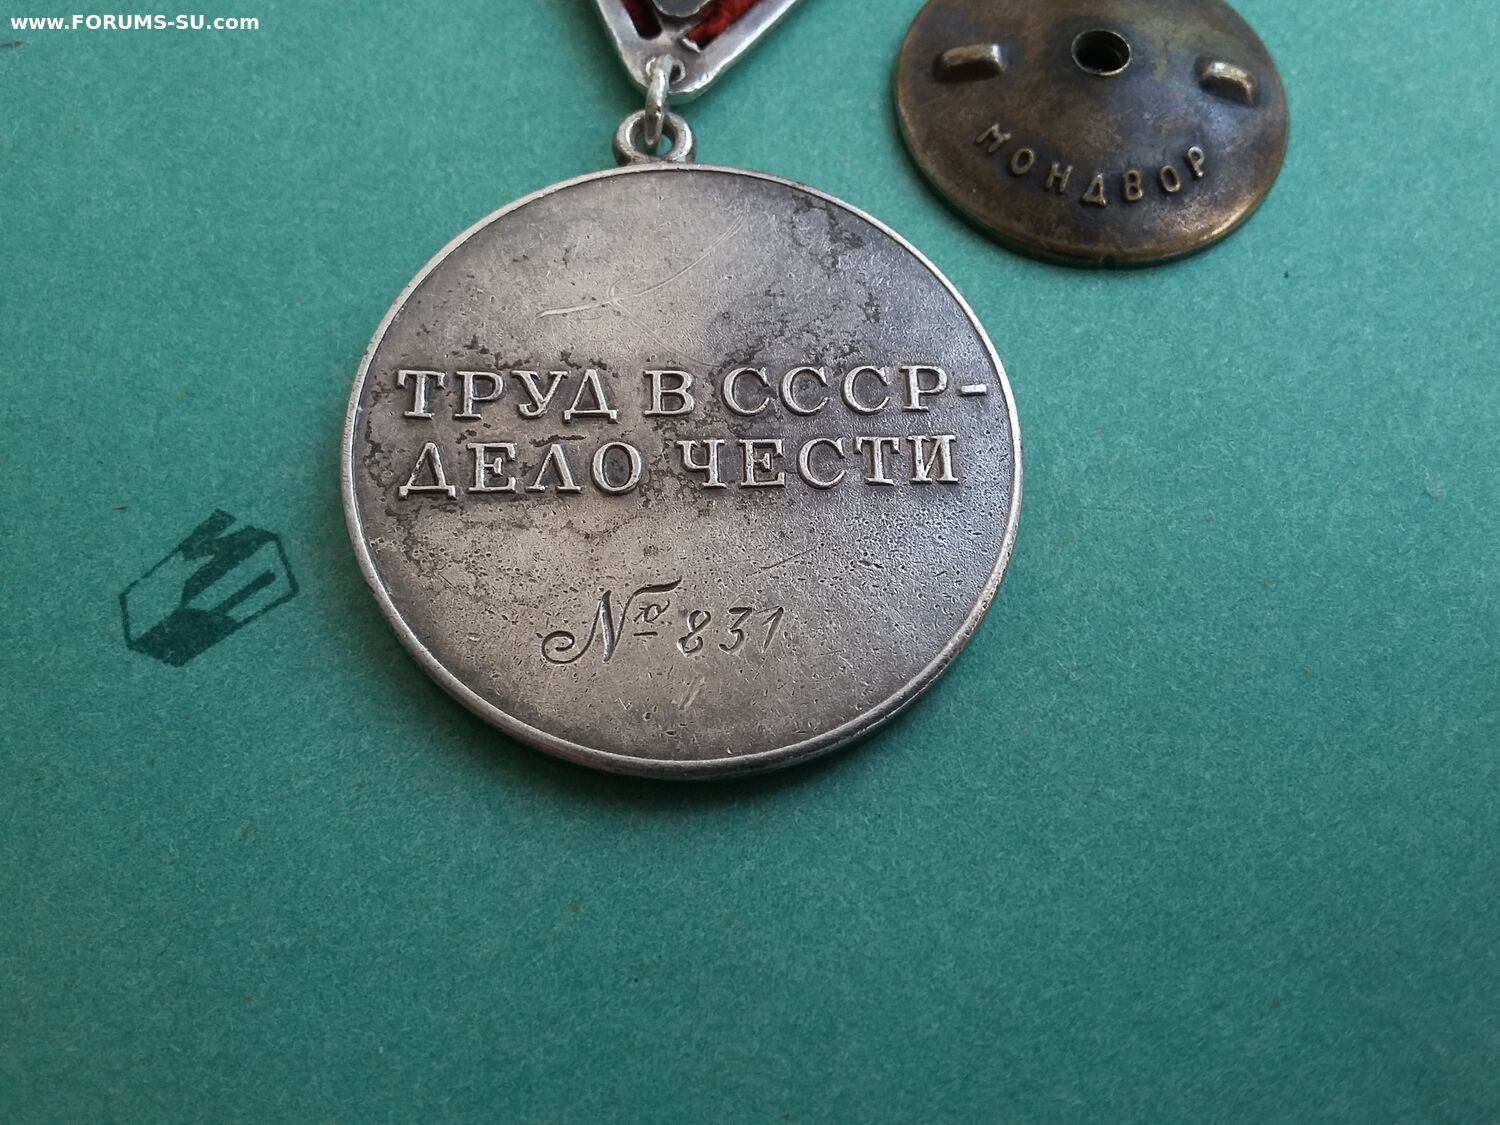 www.FORUMS-SU.com
МОНДВОР
ТРУД В СССР-
ДЕЛО ЧЕСТИ
№ 831